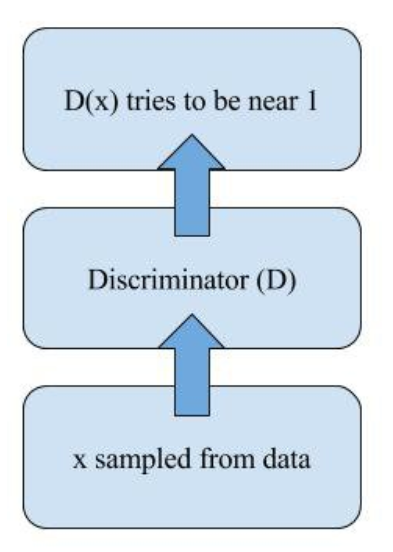 D(x) tries to be near 1
Discriminator (D)
x sampled from data